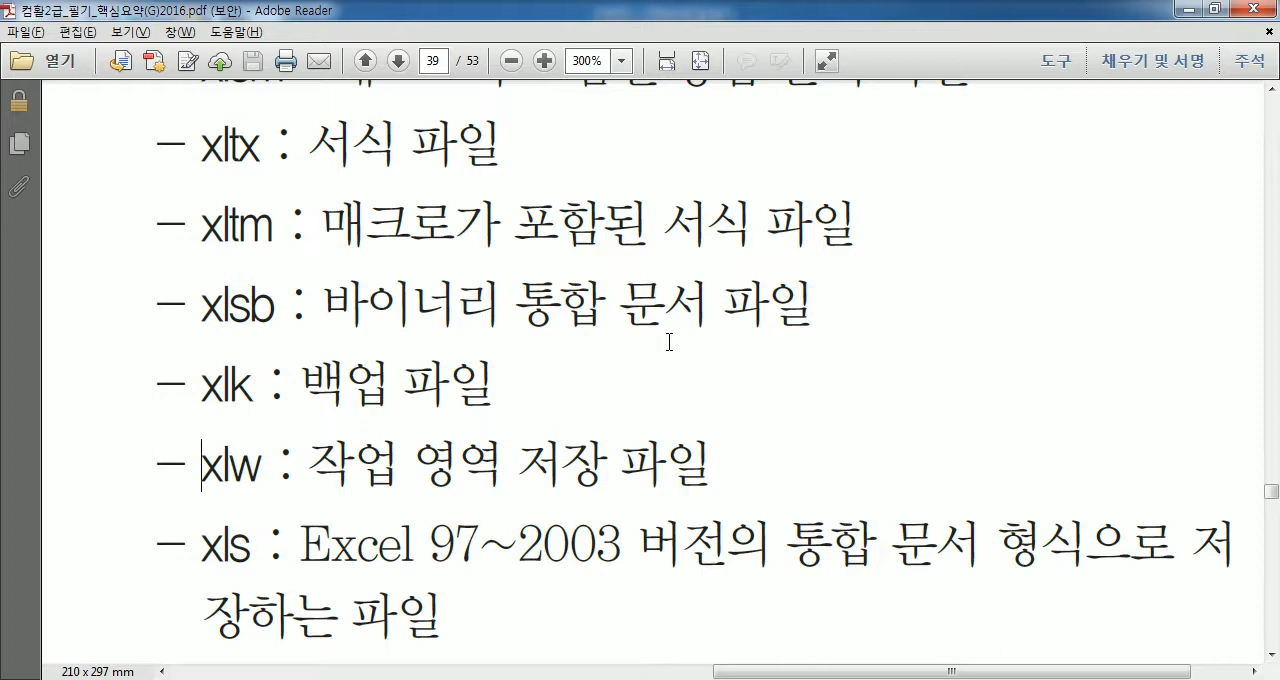 컴활2급_필기_핵심요약(G)2016.pdf (보안) - Adobe Reader
파일(F) 편집(E) 보기(V) 창(W) 도움말(H)
열기 39 / 53 300% 도구 채우기 및 서명 주석
– xltx : 서식 파일
– xltm : 매크로가 포함된 서식 파일
– xlsb : 바이너리 통합 문서 파일
– xlk : 백업 파일
– xlw : 작업 영역 저장 파일
– xls : Excel 97~2003 버전의 통합 문서 형식으로 저
장하는 파일
210 x 297 mm